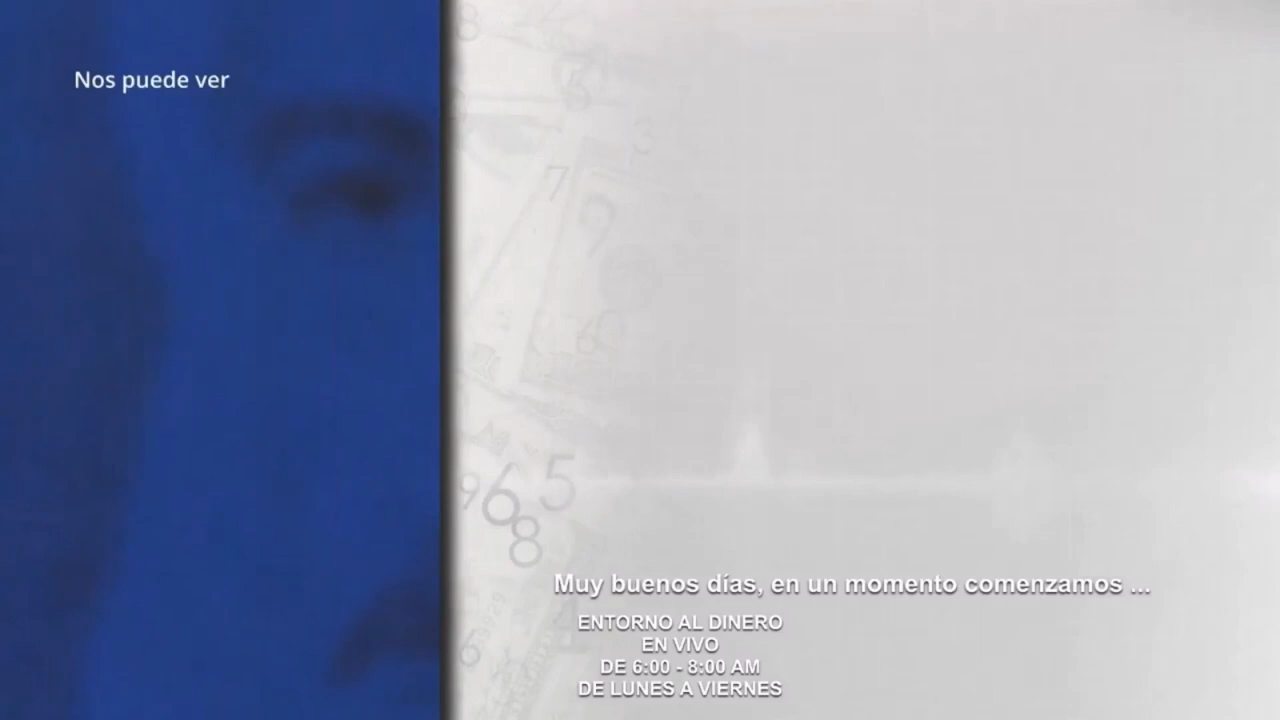 Nos puede ver
Muy buenos días, en un momento comenzamos ...
ENTORNO AL DINERO
EN VIVO
DE 6:00 - 8:00 AM
DE LUNES A VIERNES